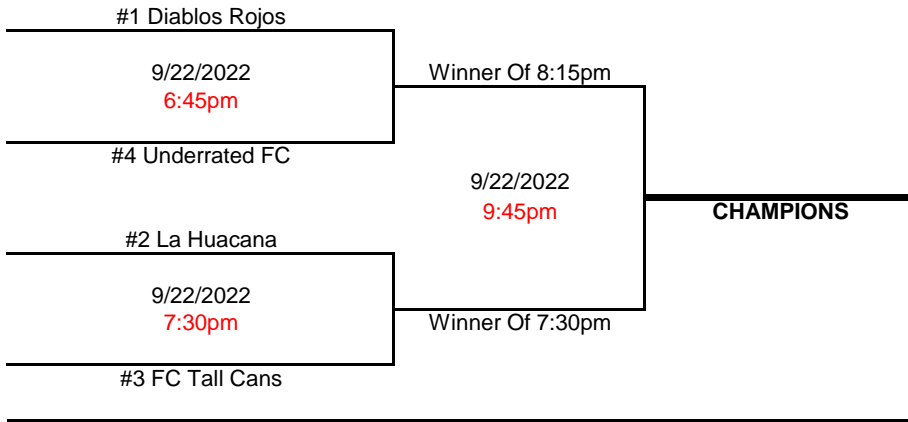 #1 Diablos Rojos
9/22/2022
6:45pm
Winner Of 8:15pm
#4 Underrated FC
9/22/2022
9:45pm
CHAMPIONS
#2 La Huacana
9/22/2022
7:30pm
Winner Of 7:30pm
#3 FC Tall Cans